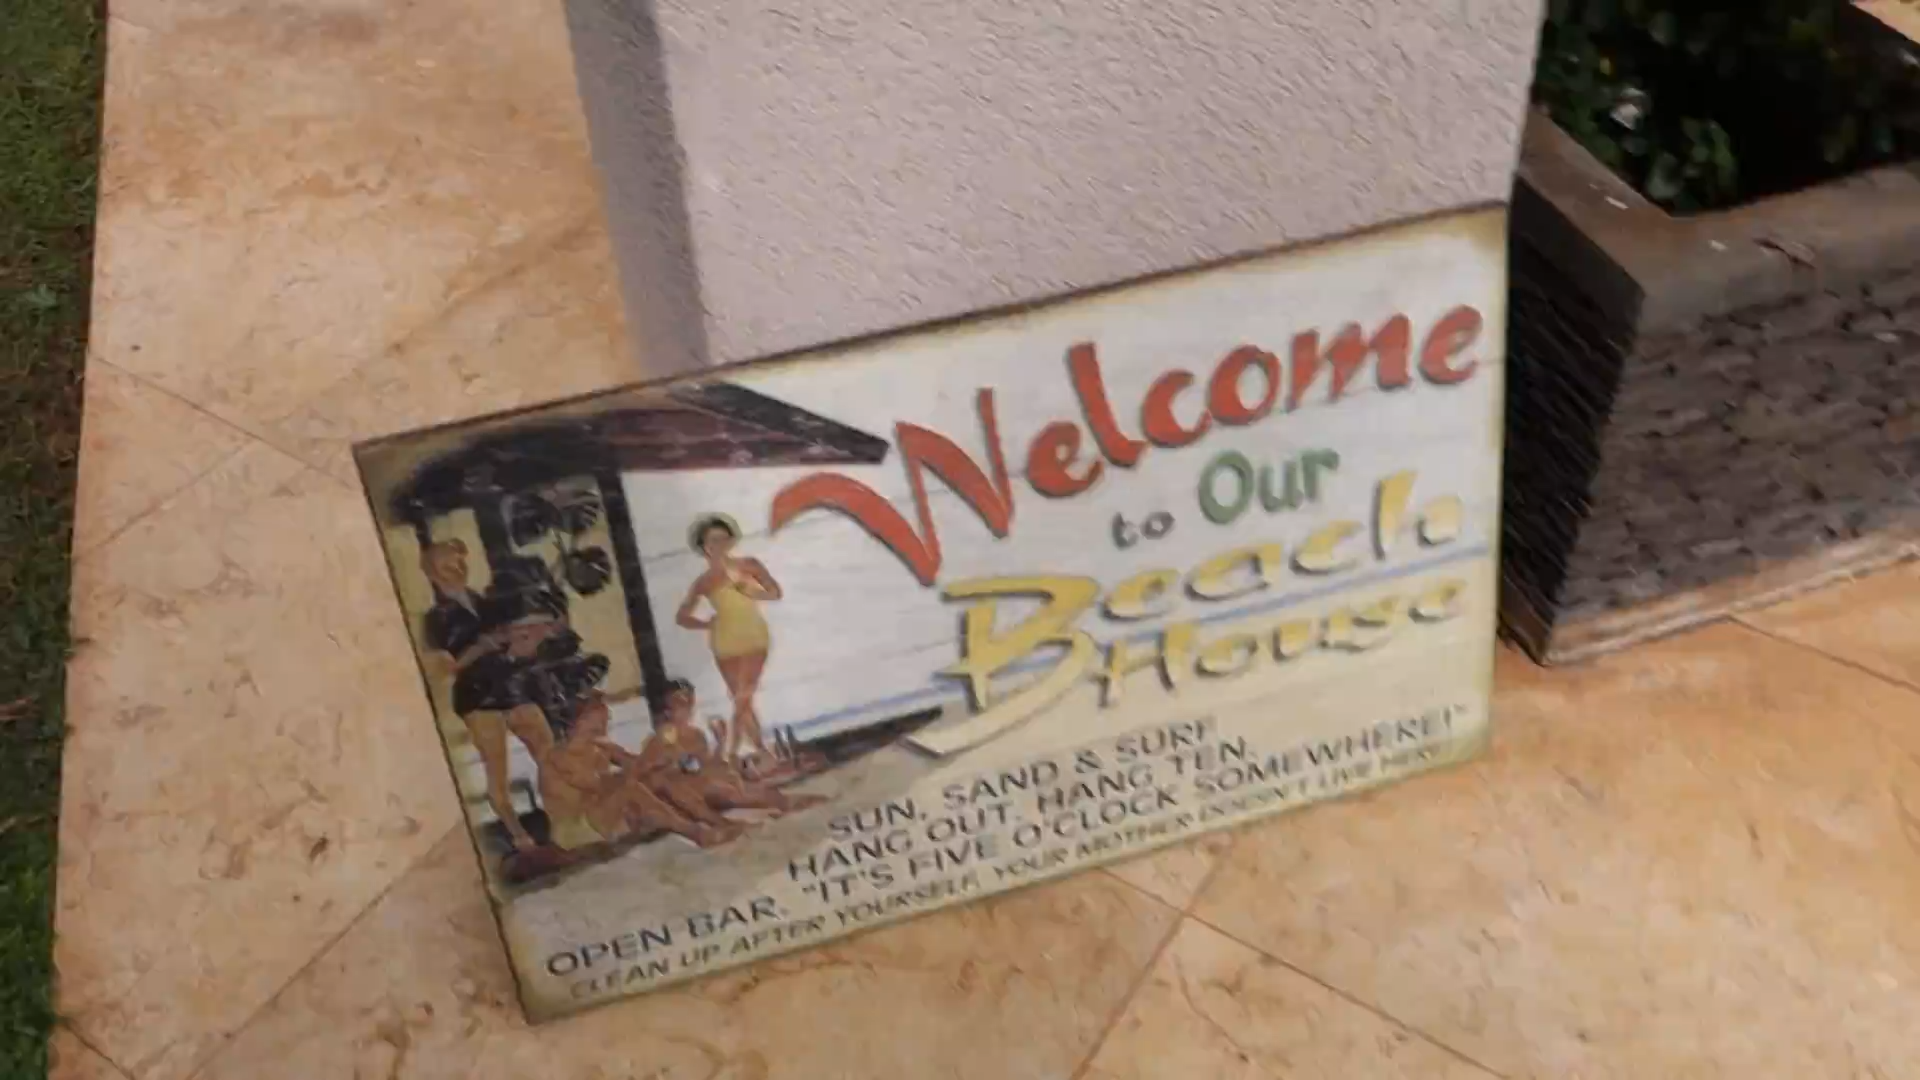 Welcome
to Our
Beach
House
SUN, SAND & SURF
HANG OUT. HANG TEN.
OPEN BAR. "IT'S FIVE O'CLOCK SOMEWHERE!"
CLEAN UP AFTER YOURSELF, YOUR MOTHER DOESN'T LIVE HERE!